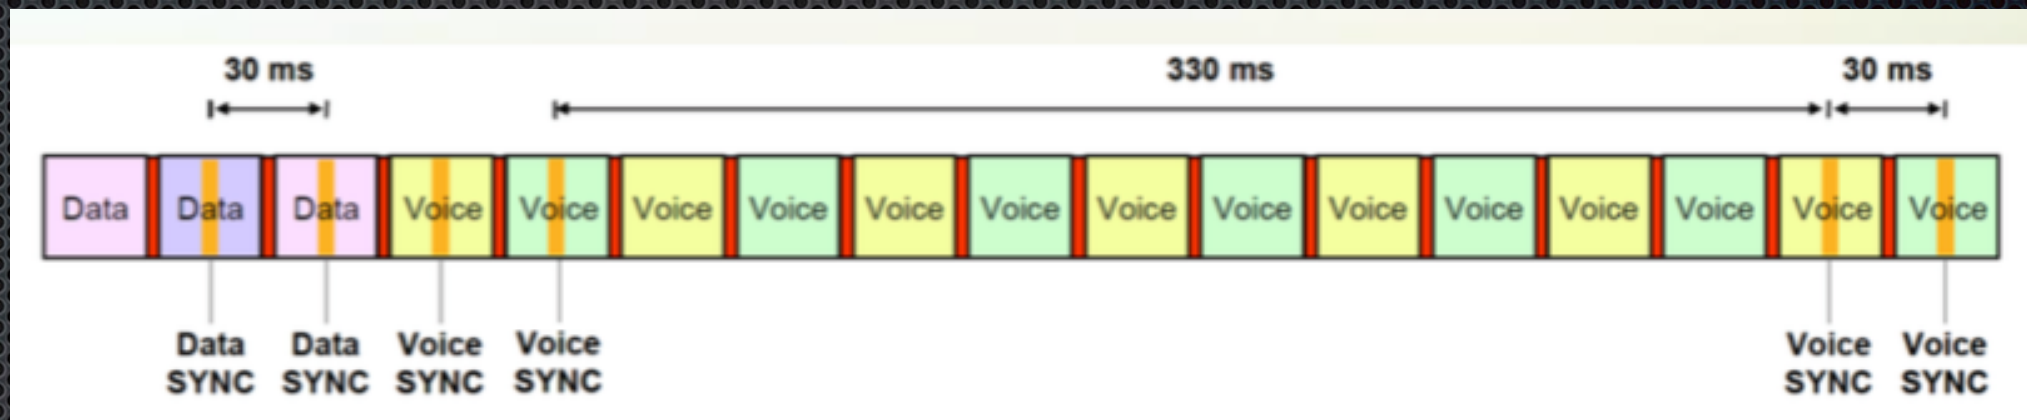 30 ms 330 ms 30 ms
Data Data Data Voice Voice Voice Voice Voice Voice Voice Voice Voice Voice Voice Voice Voice Voice
Data Data Voice Voice Voice Voice
SYNC SYNC SYNC SYNC SYNC SYNC